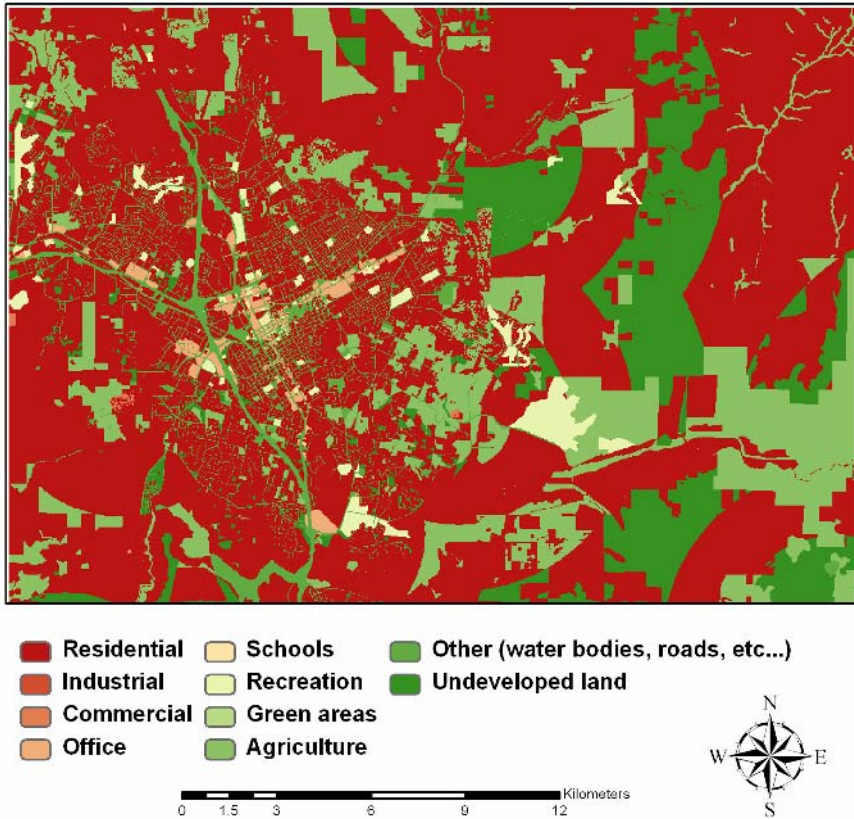 Residential
Industrial
Commercial
Office
Schools
Recreation
Green areas
Agriculture
Other (water bodies, roads, etc...)
Undeveloped land
N
W E
S
Kilometers
0 1.5 3 6 9 12